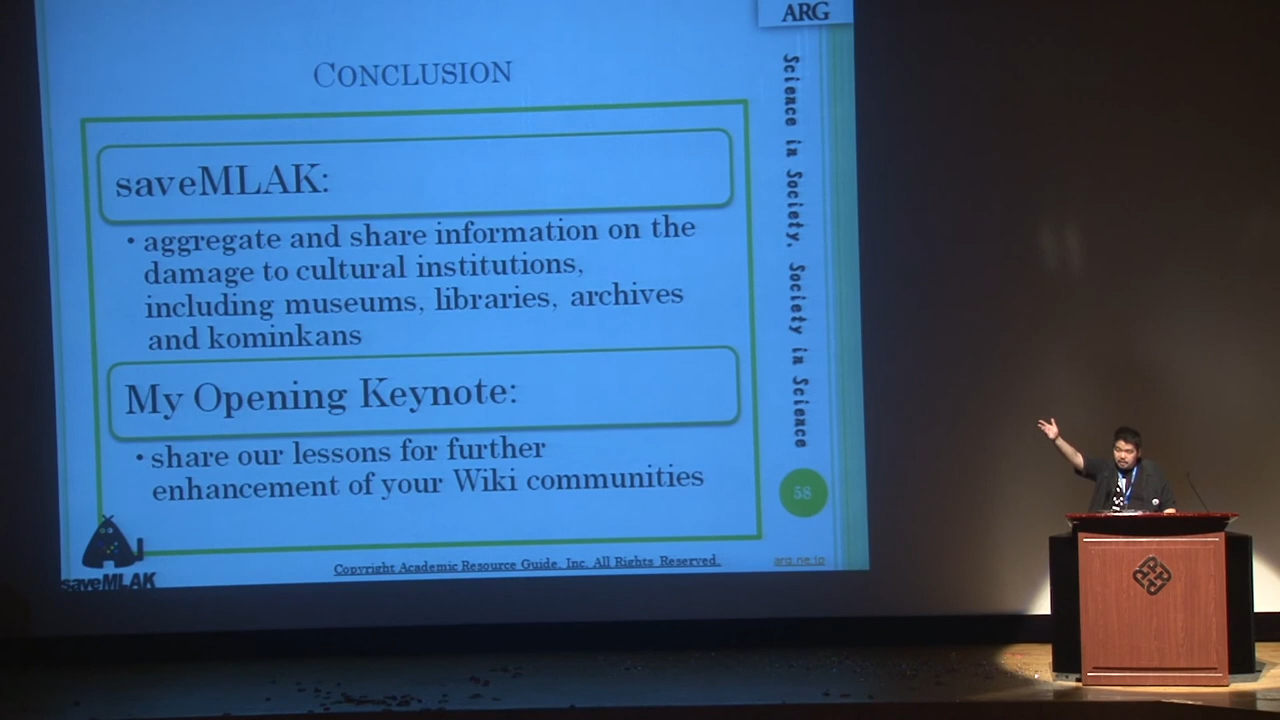 ARG
CONCLUSION
saveMLAK:
• aggregate and share information on the
damage to cultural institutions,
including museums, libraries, archives
and kominkans
My Opening Keynote:
• share our lessons for further
enhancement of your Wiki communities
Science in Society, Society in Science
58
saveMLAK
Copyright Academic Resource Guide, Inc. All Rights Reserved.
arg.ne.jp